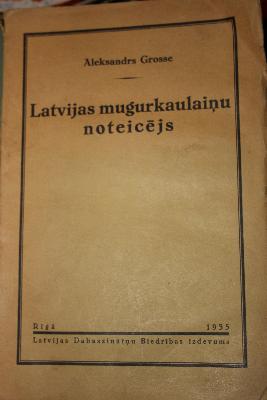 Aleksandrs Grosse
Latvijas mugurkaulaiņu
noteicējs
Rīgā 1935
Latvijas Dabaszinātņu Biedrības izdevums